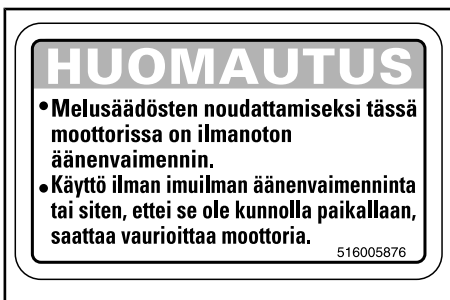 HUOMAUTUS
• Melusäädösten noudattamiseksi tässä
moottorissa on ilmanoton
äänenvaimennin.
• Käyttö ilman imuilman äänenvaimenninta
tai siten, ettei se ole kunnolla paikallaan,
saattaa vaurioittaa moottoria.
516005876